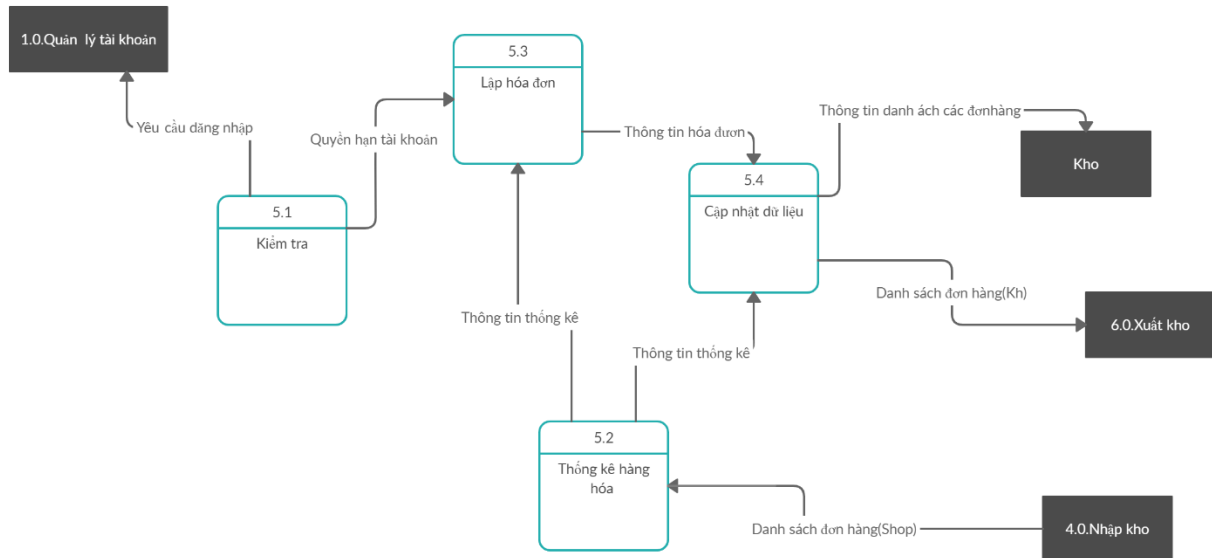 1.0.Quản lý tài khoản
5.3
Lập hóa đơn
Yêu cầu dăng nhập
Quyền hạn tài khoản
Thông tin hóa dươn
Thông tin danh ách các đơnhàng
Kho
5.4
Cập nhật dữ liệu
5.1
Kiểm tra
Danh sách đơn hàng(Kh)
6.0.Xuất kho
Thông tin thống kê
Thông tin thống kê
5.2
Thống kê hàng
hóa
Danh sách đơn hàng(Shop)
4.0.Nhập kho